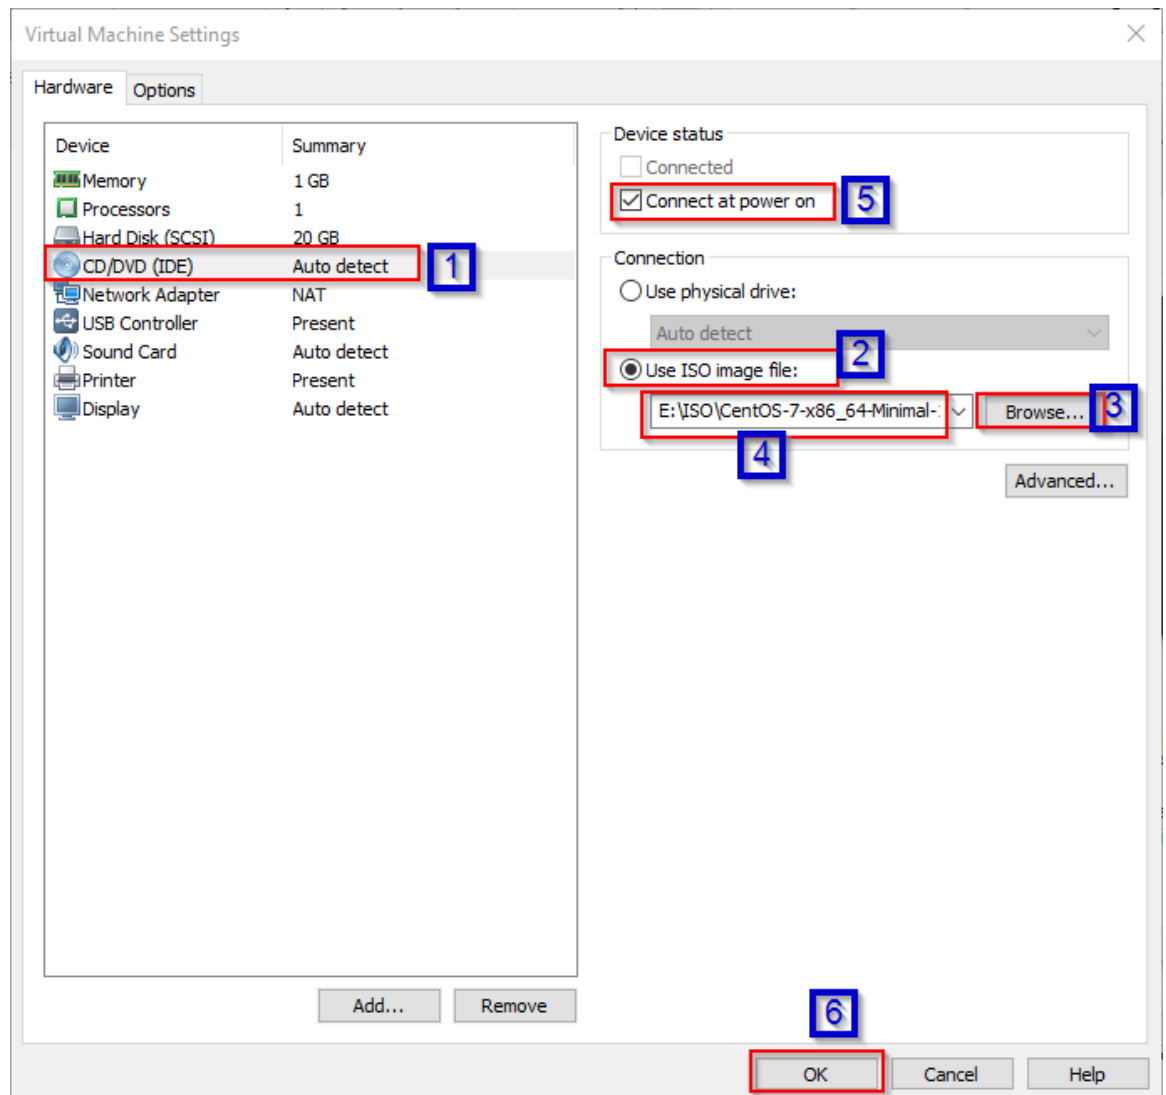 Virtual Machine Settings
Hardware Options
Device Summary
Memory 1 GB
Processors 1
Hard Disk (SCSI) 20 GB
CD/DVD (IDE) Auto detect 1
Network Adapter NAT
USB Controller Present
Sound Card Auto detect
Printer Present
Display Auto detect
Add... Remove
Device status
Connected
Connect at power on 5
Connection
Use physical drive:
Auto detect
Use ISO image file: 2
E:\ISO\CentOS-7-x86_64-Minimal- Browse... 3
4
Advanced...
6
OK Cancel Help